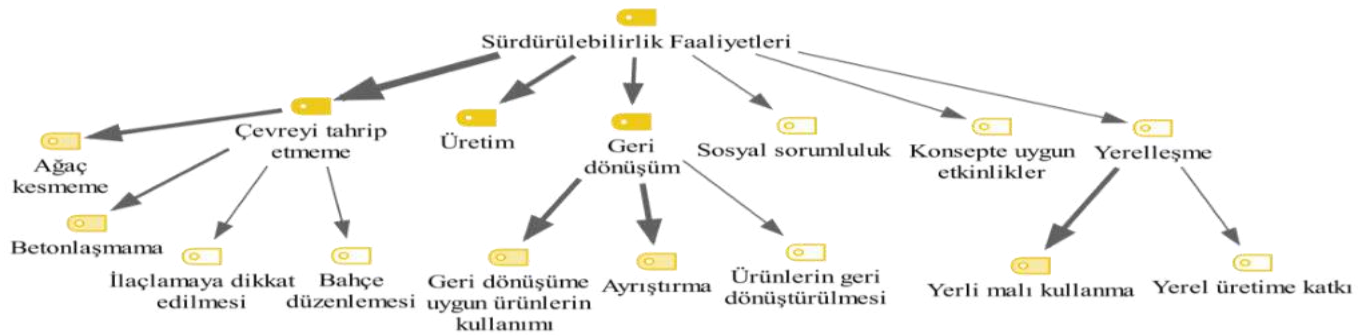 Sürdürülebilirlik Faaliyetleri
Çevreyi tahrip
etmeme
Üretim
Geri
dönüşüm
Sosyal sorumluluk
Konsepte uygun
etkinlikler
Yerelleşme
Ağaç
kesmeme
Betonlaşmama
İlaçlamaya dikkat
edilmesi
Bahçe
düzenlemesi
Geri dönüşüme
uygun ürünlerin
kullanımı
Ayrıştırma
Ürünlerin geri
dönüştürülmesi
Yerli malı kullanma
Yerel üretime katkı